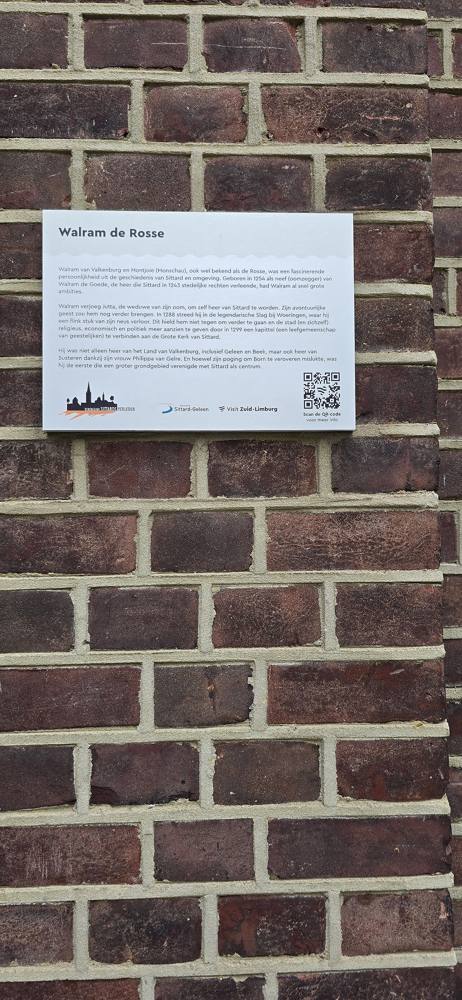 Walram de Rosse
Walram van Valkenburg en Montjoie (Monschau), ook wel bekend als de Rosse, was een fascinerende
persoonlijkheid uit de geschiedenis van Sittard en omgeving. Geboren in 1254 als neef (oomzegger) van
Walram de Goede, de heer die Sittard in 1243 stedelijke rechten verleende, had Walram al snel grote
ambities.
Walram verjoeg Jutta, de weduwe van zijn oom, om zelf heer van Sittard te worden. Zijn avontuurlijke
geest zou hem nog verder brengen. In 1288 streed hij in de legendarische Slag bij Woeringen, waar hij
een flink stuk van zijn neus verloor. Dit hield hem niet tegen om verder te gaan en de stad (en zichzelf)
religieus, economisch en politiek meer aanzien te geven door in 1299 een kapittel (een leefgemeenschap
van geestelijken) te verbinden aan de Grote Kerk van Sittard.
Hij was niet alleen heer van het Land van Valkenburg, inclusief Geleen en Beek, maar ook heer van
Susteren dankzij zijn vrouw Philippa van Gelre. En hoewel zijn poging om Born te veroveren mislukte, was
hij de eerste die een groter grondgebied verenigde met Sittard als centrum.
Sittard-Geleen
Visit Zuid-Limburg
Scan de QR-code
voor meer info